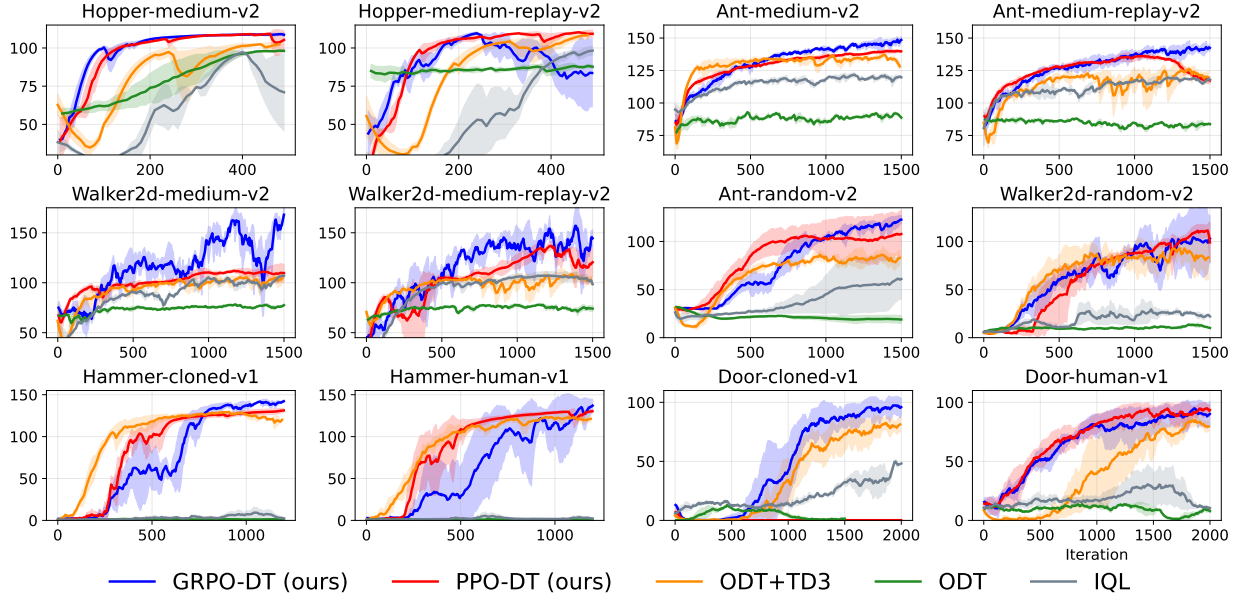 Hopper-medium-v2 Hopper-medium-replay-v2 Ant-medium-v2 Ant-medium-replay-v2
100
75
50
0 200 400
100
75
50
0 200 400
150
125
100
75
0 500 1000 1500
150
125
100
75
0 500 1000 1500
Walker2d-medium-v2 Walker2d-medium-replay-v2 Ant-random-v2 Walker2d-random-v2
150
100
50
0 500 1000 1500
150
100
50
0 500 1000 1500
100
50
0
0 500 1000 1500
100
50
0
0 500 1000 1500
Hammer-cloned-v1 Hammer-human-v1 Door-cloned-v1 Door-human-v1
150
100
50
0
0 500 1000
150
100
50
0
0 500 1000
100
50
0
0 500 1000 1500 2000
100
50
0
0 500 1000 1500 2000
Iteration
GRPO-DT (ours) PPO-DT (ours) ODT+TD3 ODT IQL